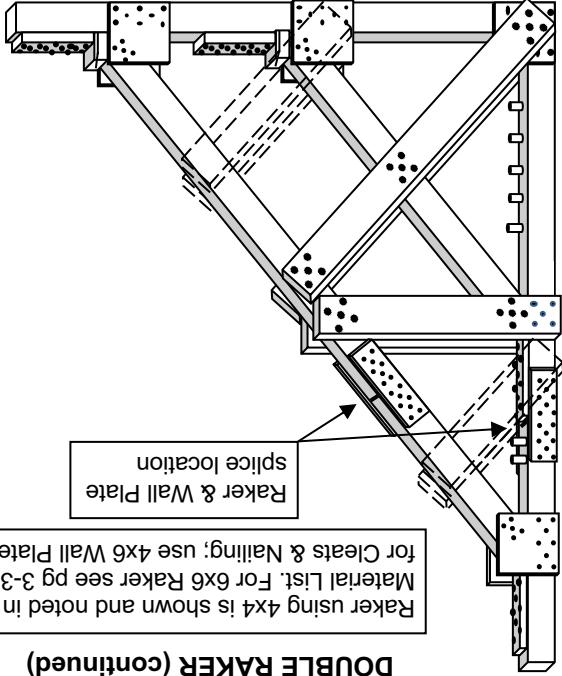 DOUBLE RAKER (continued)
Raker using 4x4 is shown and noted in
Material List. For 6x6 Raker see pg 3-3
for Cleats & Nailing; use 4x6 Wall Plate
Raker & Wall Plate
splice location